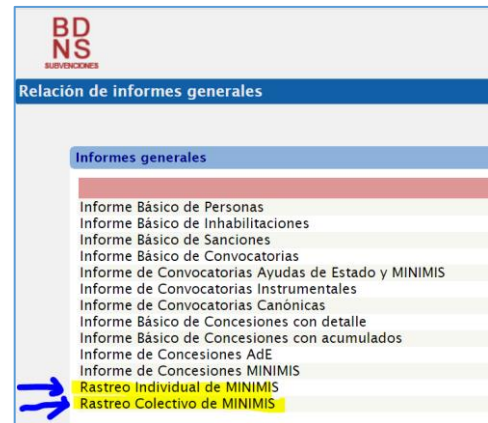 BD
NS
SUBVENCIONES
Relación de informes generales
Informes generales
Informe Básico de Personas
Informe Básico de Inhabilitaciones
Informe Básico de Sanciones
Informe Básico de Convocatorias
Informe de Convocatorias Ayudas de Estado y MINIMIS
Informe de Convocatorias Instrumentales
Informe de Convocatorias Canónicas
Informe Básico de Concesiones con detalle
Informe Básico de Concesiones con acumulados
Informe de Concesiones AdE
Informe de Concesiones MINIMIS
Rastreo Individual de MINIMIS
Rastreo Colectivo de MINIMIS